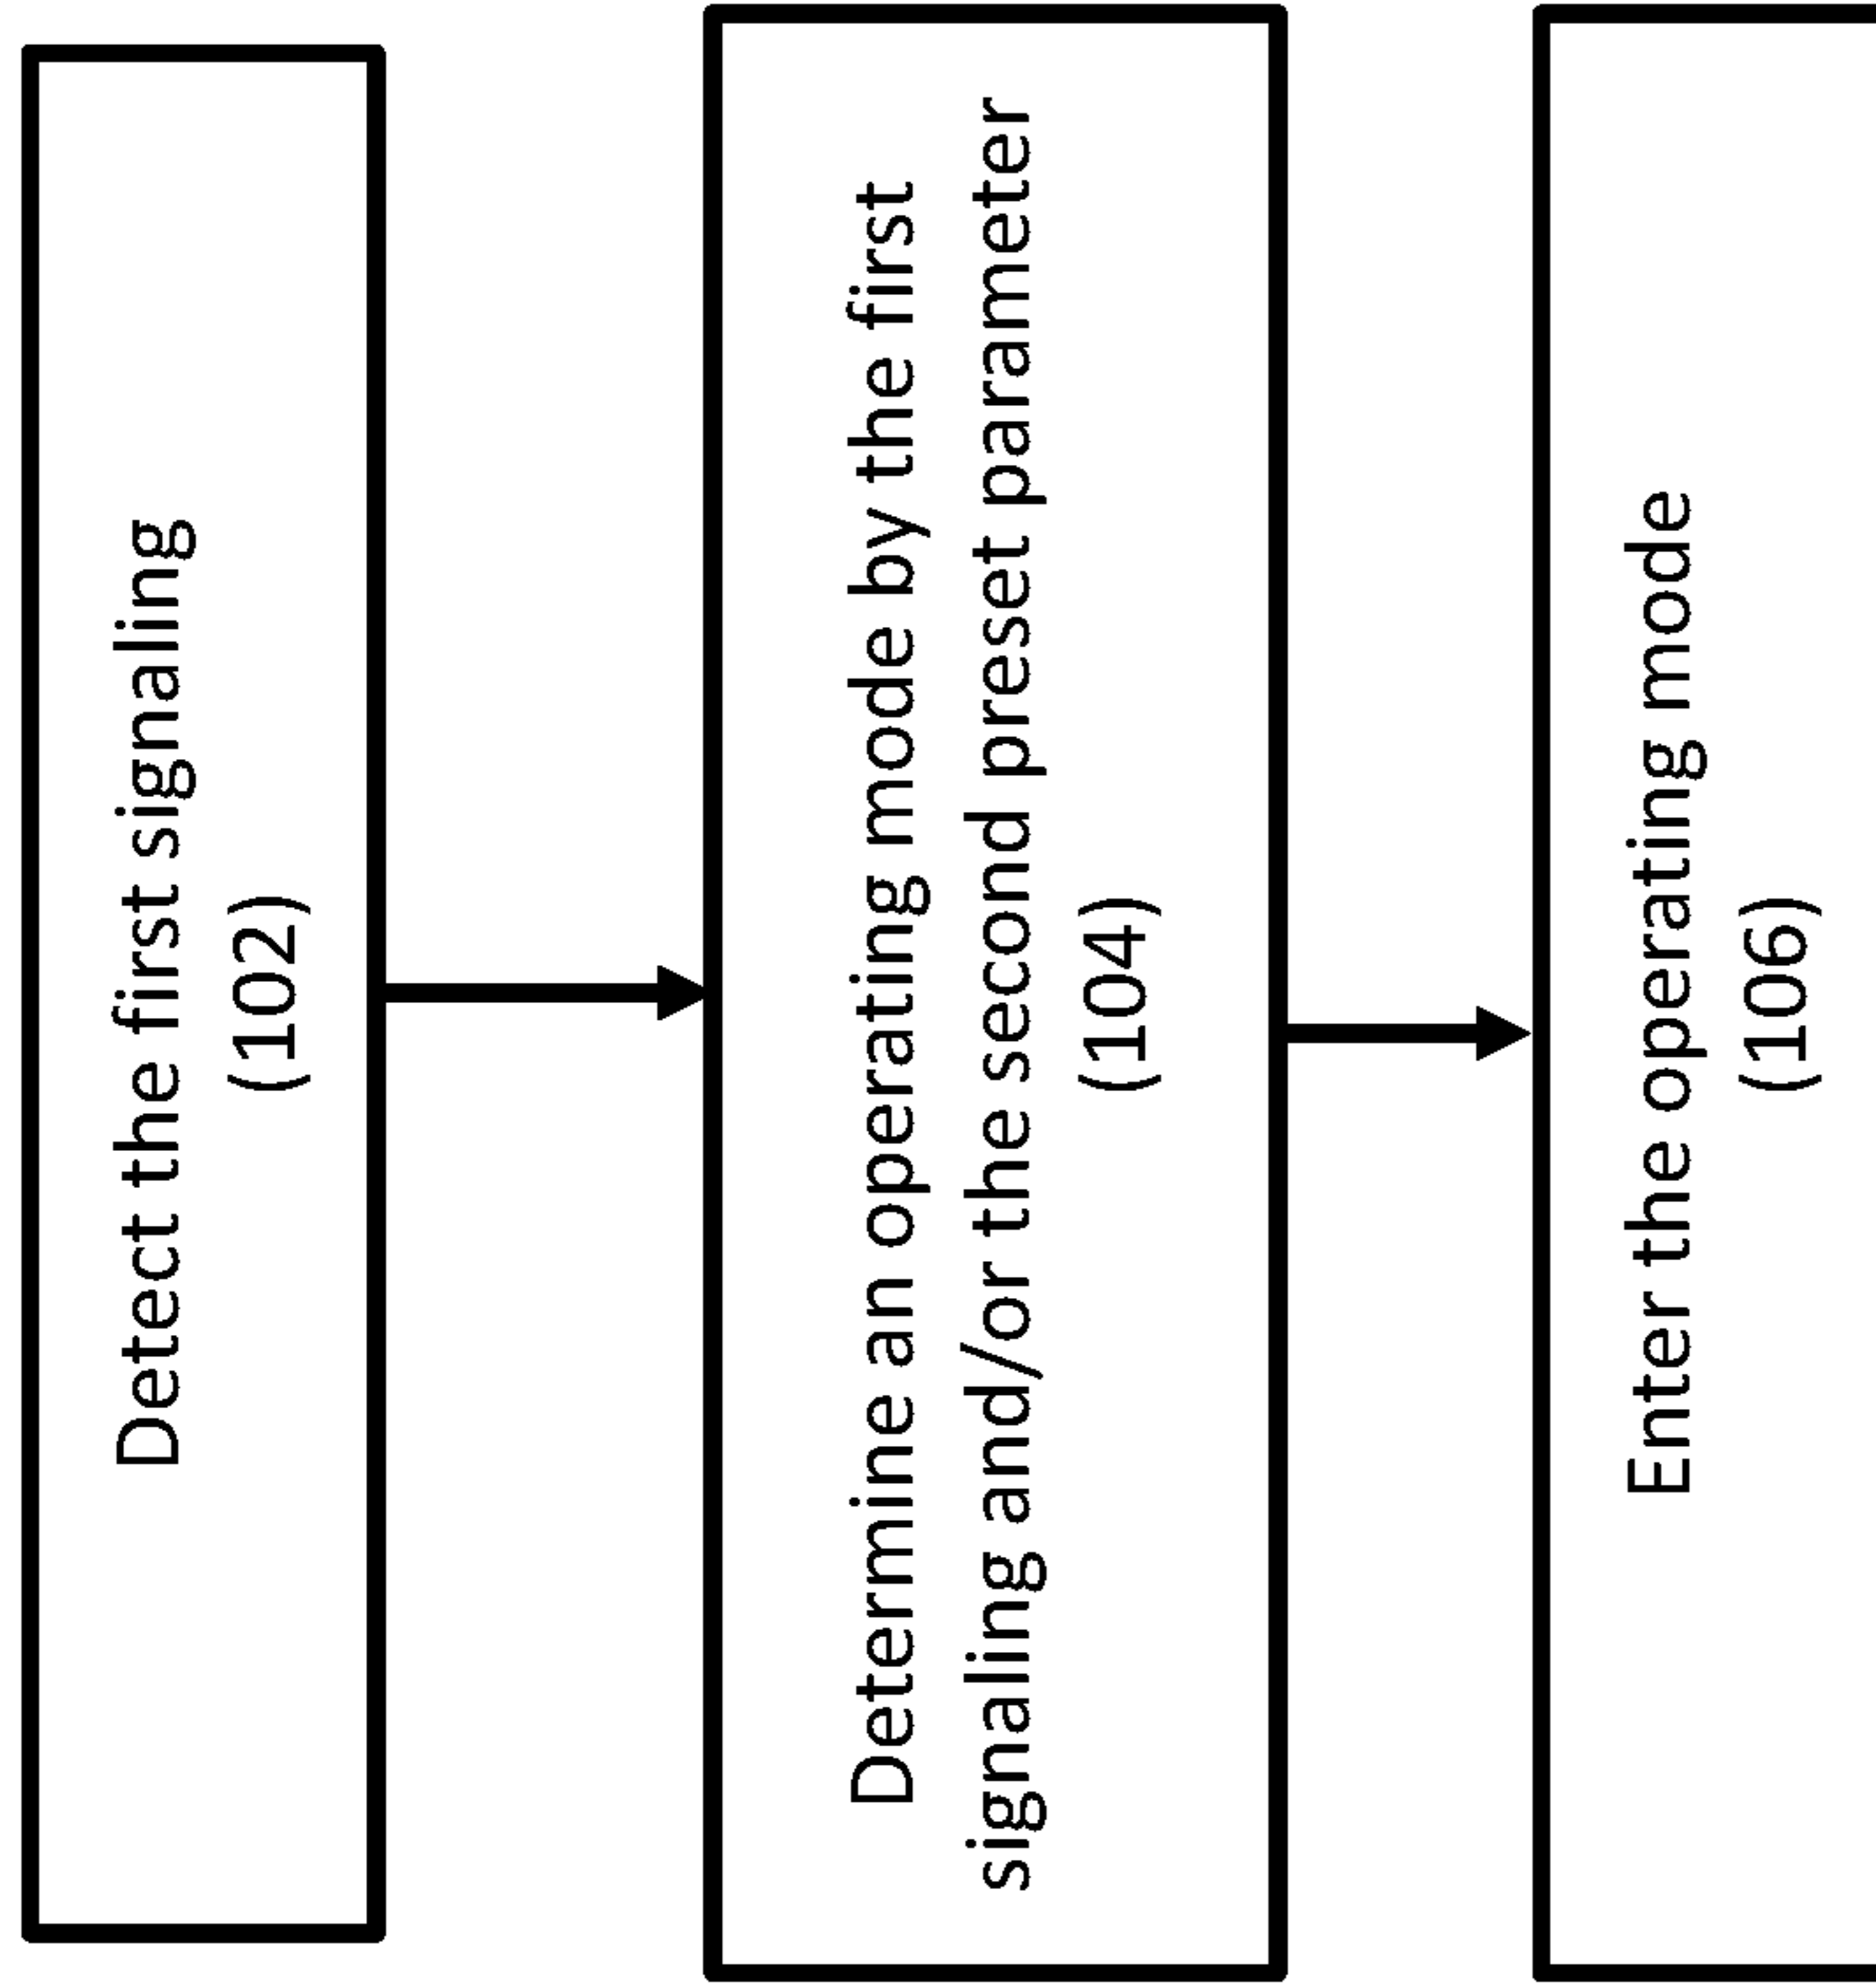 Detect the first signaling
(102)
Determine an operating mode by the first
signaling and/or the second preset parameter
(104)
Enter the operating mode
(106)